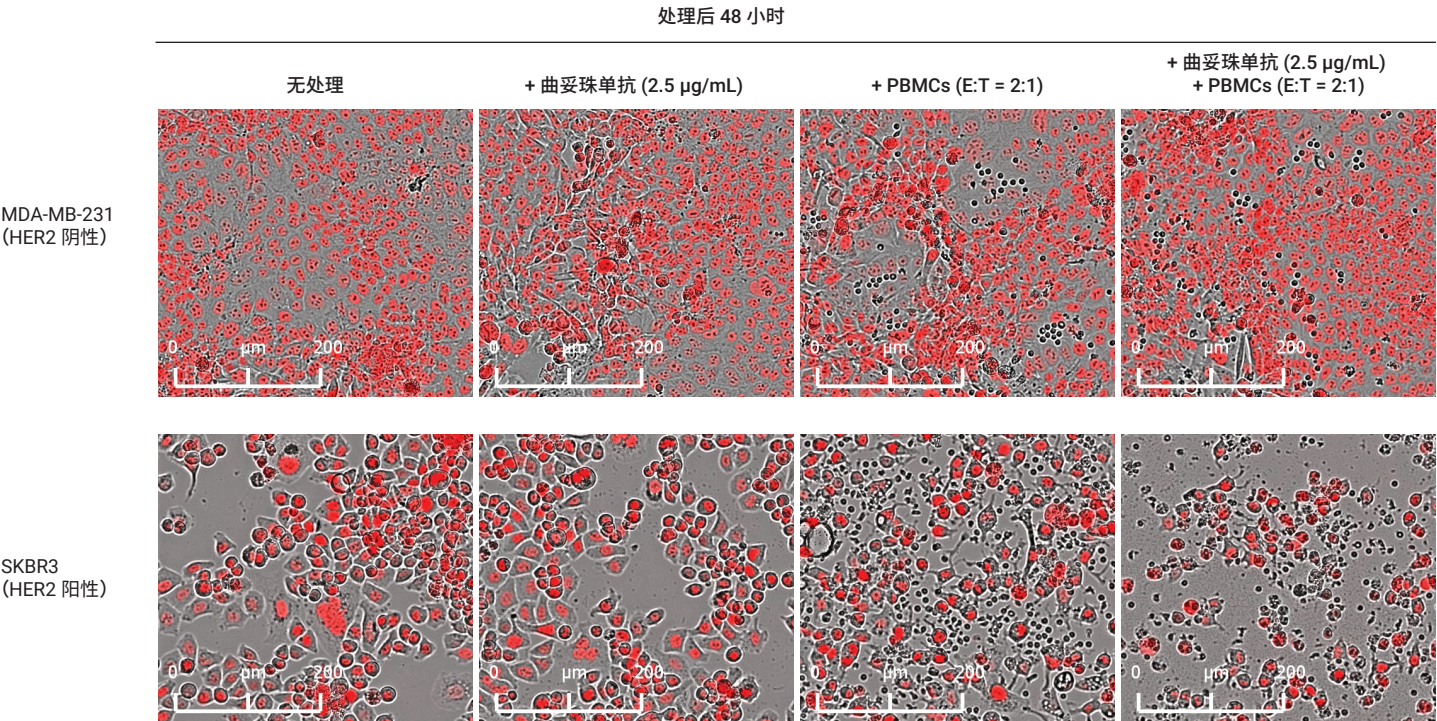 处理后 48 小时
无处理
+ 曲妥珠单抗 (2.5 µg/mL)
+ PBMCs (E:T = 2:1)
+ 曲妥珠单抗 (2.5 µg/mL)
+ PBMCs (E:T = 2:1)
MDA-MB-231
(HER2 阴性)
0 µm 200
0 µm 200
0 µm 200
0 µm 200
SKBR3
(HER2 阳性)
0 µm 200
0 µm 200
0 µm 200
0 µm 200